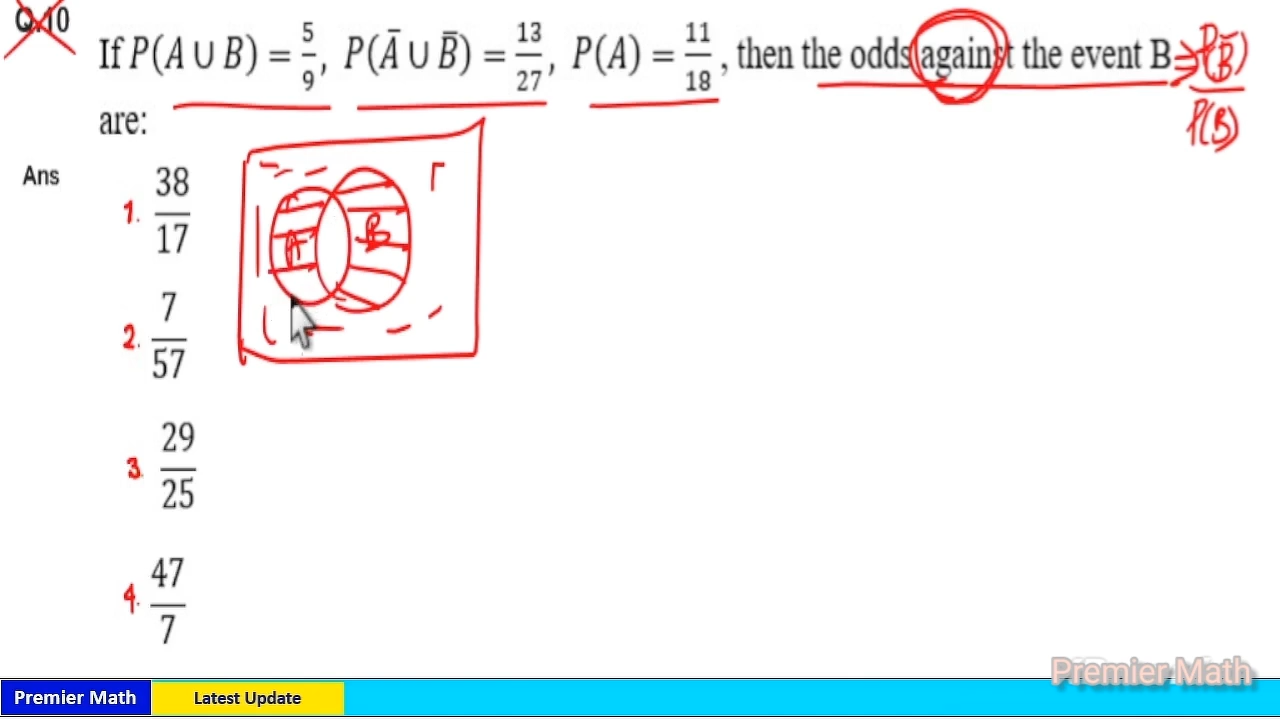 Q.10
If P(A ∪ B) = 5/9, P(Ā ∪ B̄) = 13/27, P(A) = 11/18, then the odds against the event B ⇒ P(B̄)/P(B)
are:
Ans
1. 38/17
A B
2. 7/57
3. 29/25
4. 47/7
Premier Math
Premier Math Latest Update